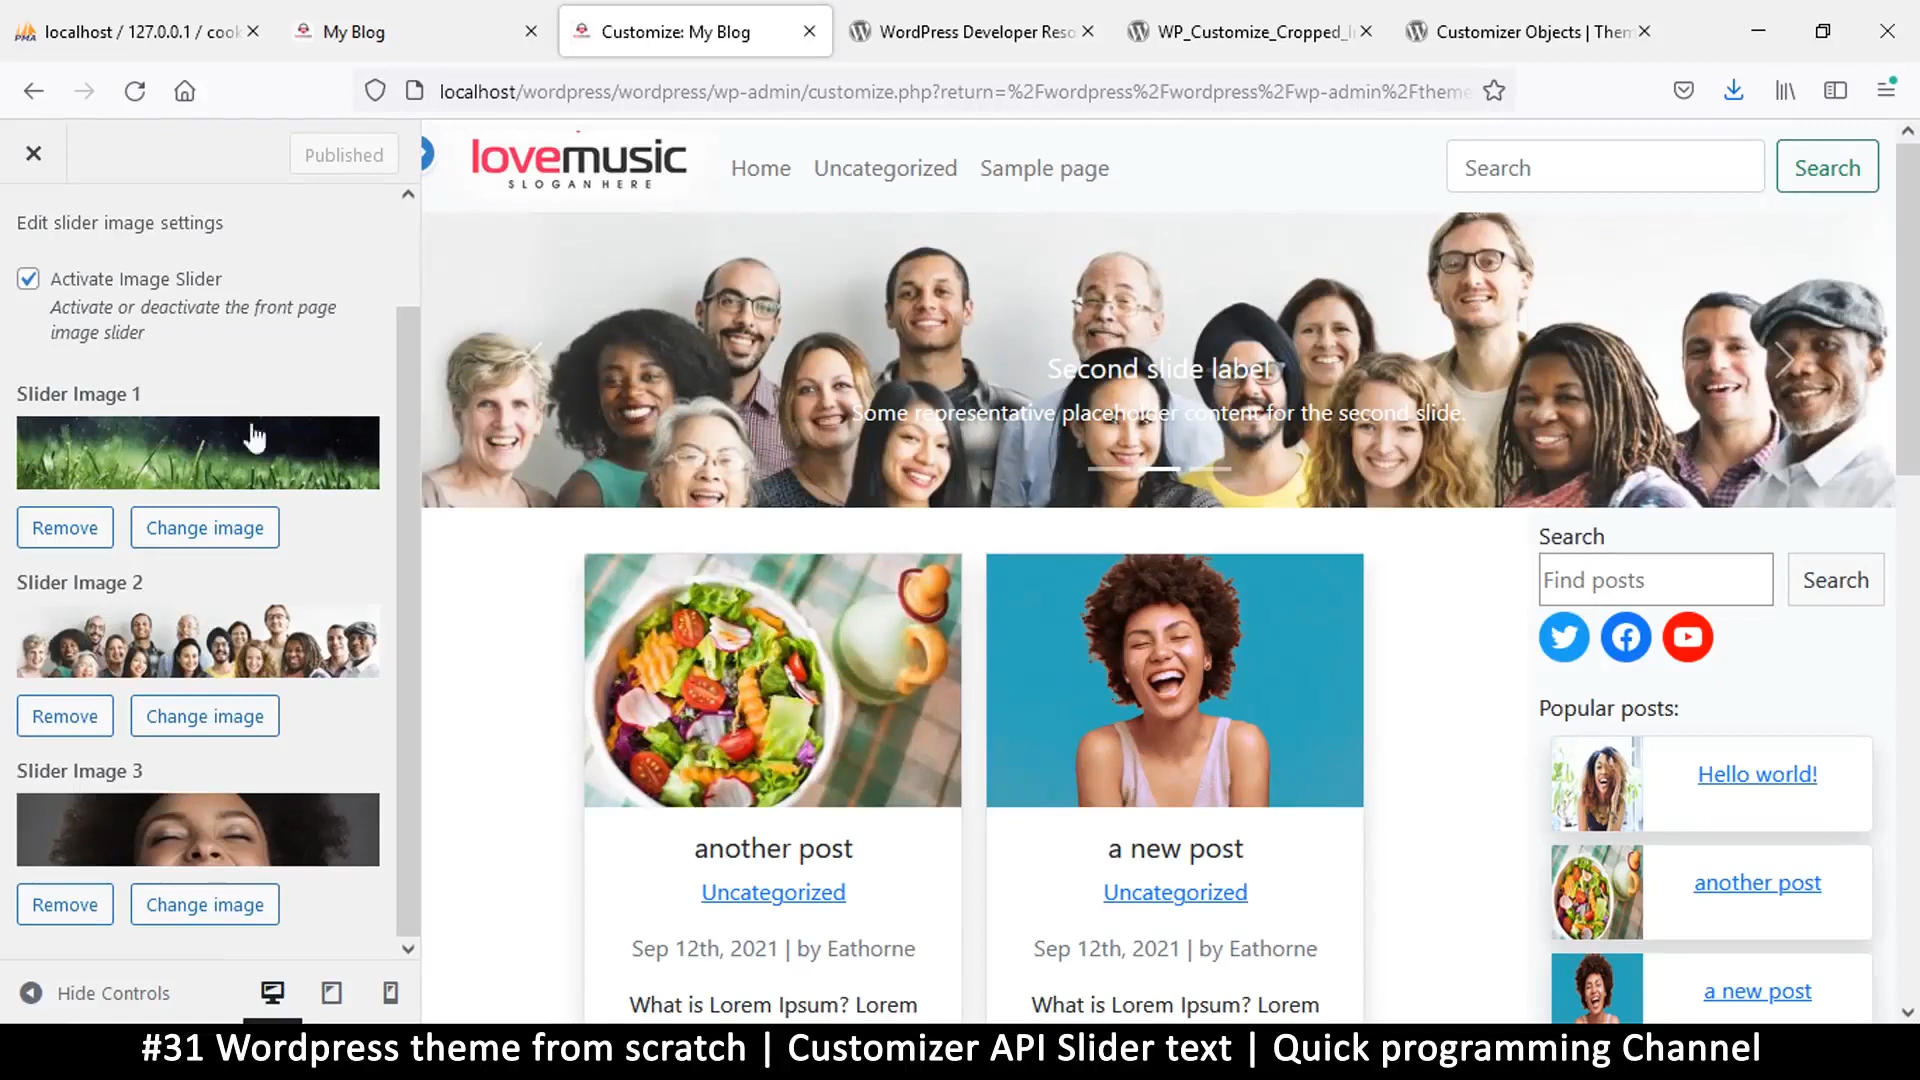 localhost / 127.0.0.1 / cook
My Blog
Customize: My Blog
WordPress Developer Reso
WP_Customize_Cropped_I
Customizer Objects | Them
localhost/wordpress/wordpress/wp-admin/customize.php?return=%2Fwordpress%2Fwordpress%2Fwp-admin%2Ftheme
Published
lovemusic
SLOGAN HERE
Home
Uncategorized
Sample page
Search
Search
Edit slider image settings
Activate Image Slider
Activate or deactivate the front page
image slider
Slider Image 1
Remove
Change image
Slider Image 2
Remove
Change image
Slider Image 3
Remove
Change image
Hide Controls
Second slide label
Some representative placeholder content for the second slide.
another post
Uncategorized
Sep 12th, 2021 | by Eathorne
What is Lorem Ipsum? Lorem
a new post
Uncategorized
Sep 12th, 2021 | by Eathorne
What is Lorem Ipsum? Lorem
Search
Find posts
Search
Popular posts:
Hello world!
another post
a new post
#31 Wordpress theme from scratch | Customizer API Slider text | Quick programming Channel